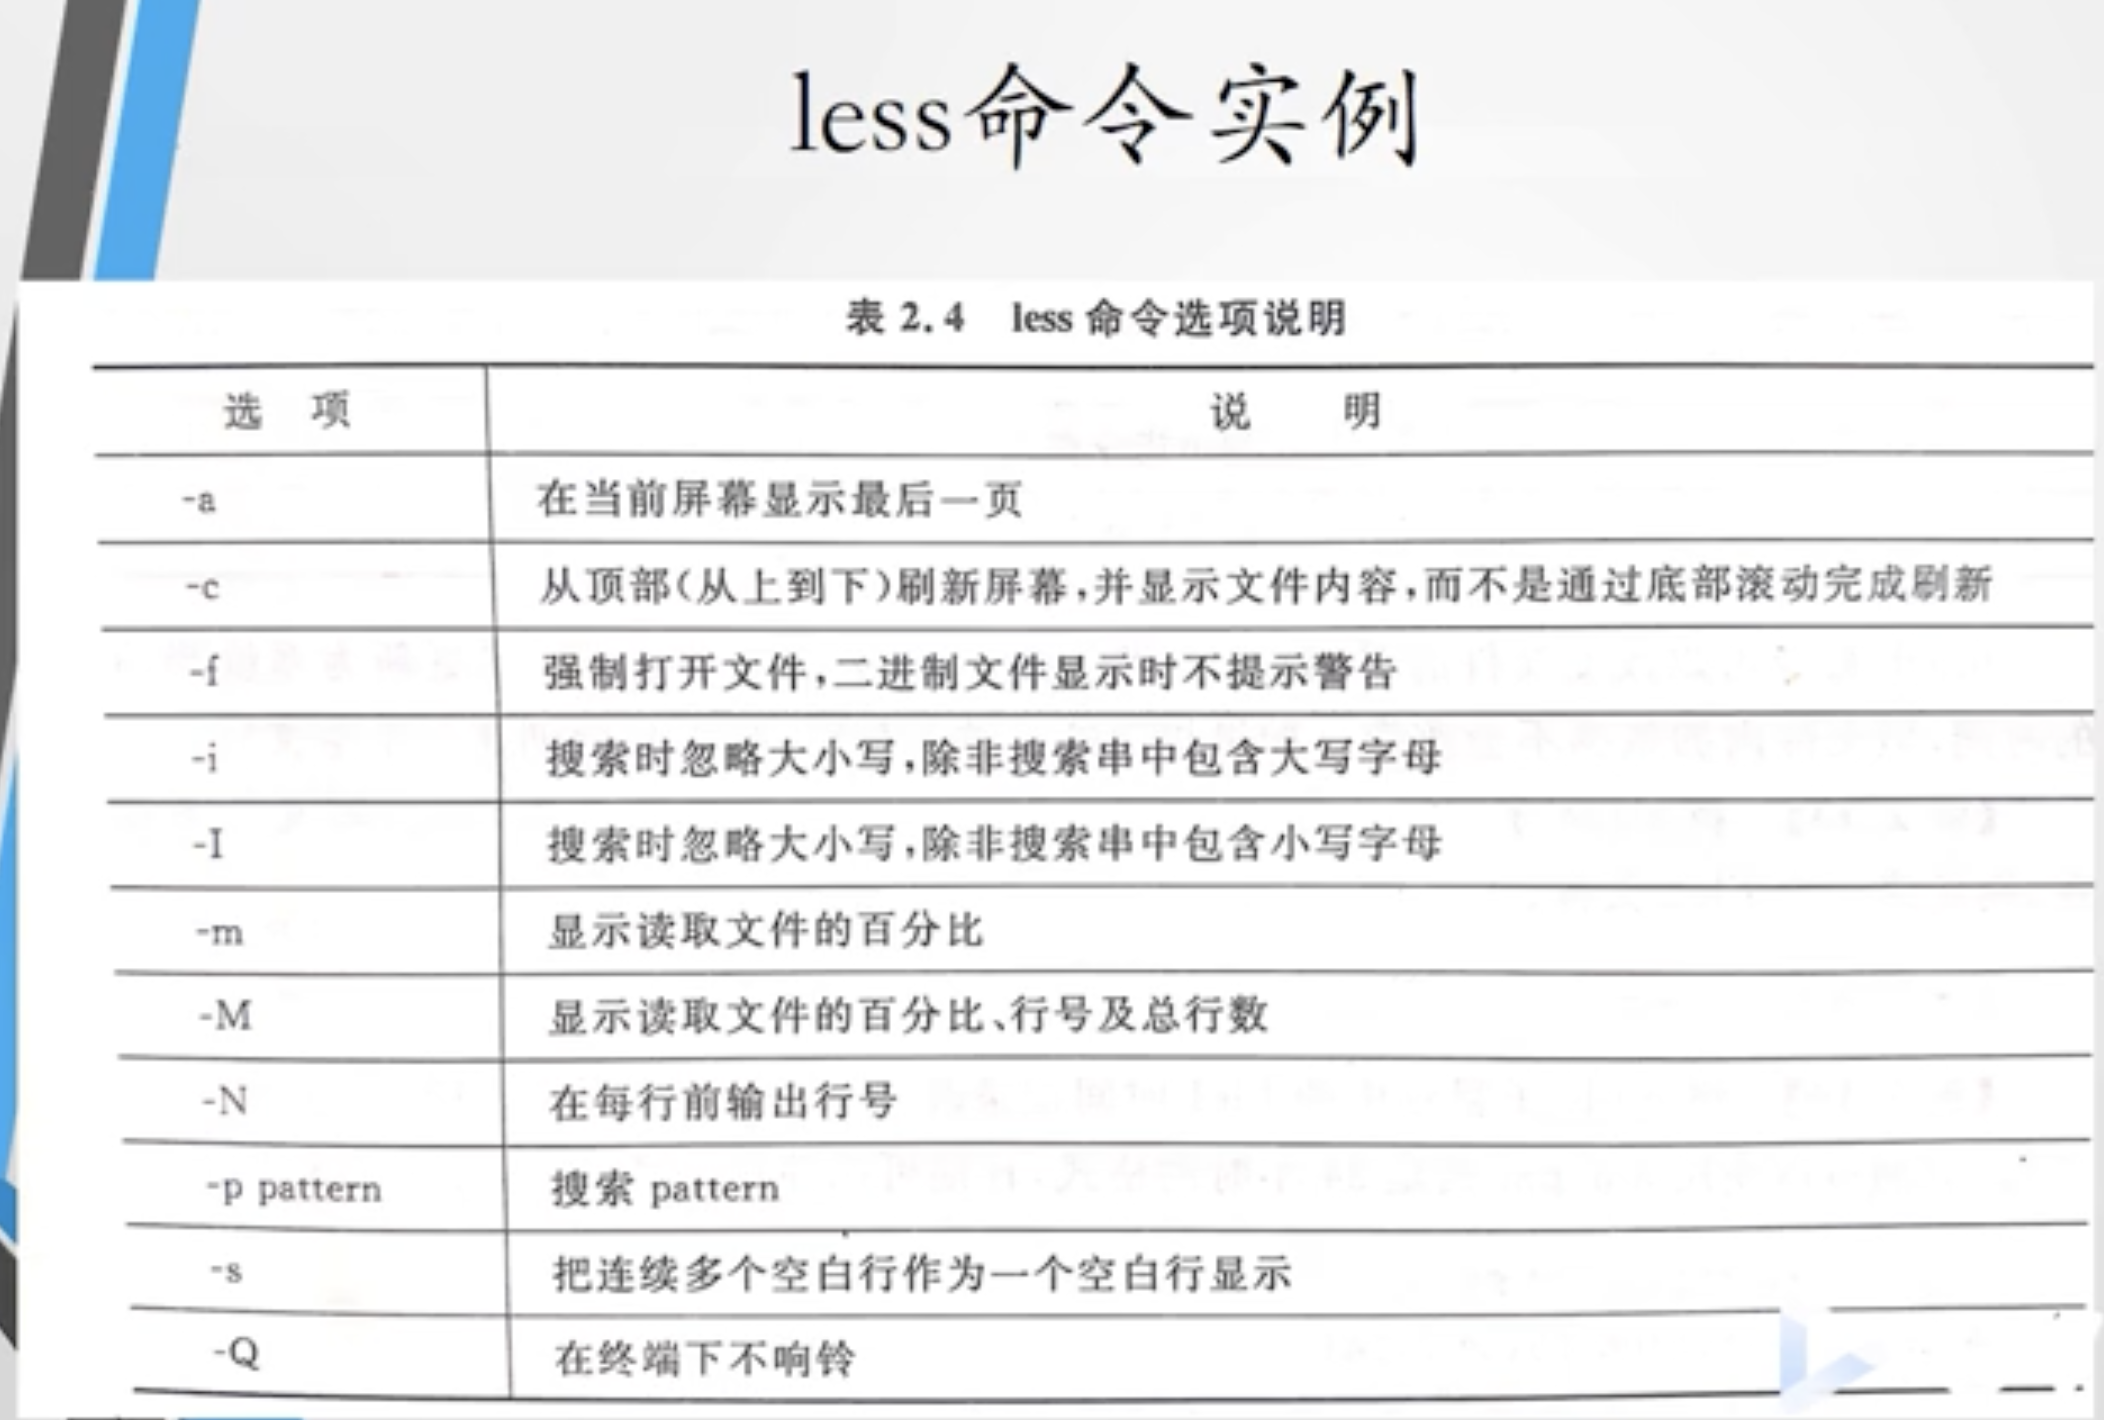 less命令实例
表 2.4 less 命令选项说明
选 项 说 明
-a 在当前屏幕显示最后一页
-c 从顶部(从上到下)刷新屏幕,并显示文件内容,而不是通过底部滚动完成刷新
-f 强制打开文件,二进制文件显示时不提示警告
-i 搜索时忽略大小写,除非搜索串中包含大写字母
-I 搜索时忽略大小写,除非搜索串中包含小写字母
-m 显示读取文件的百分比
-M 显示读取文件的百分比、行号及总行数
-N 在每行前输出行号
-p pattern 搜索 pattern
-s 把连续多个空白行作为一个空白行显示
-Q 在终端下不响铃